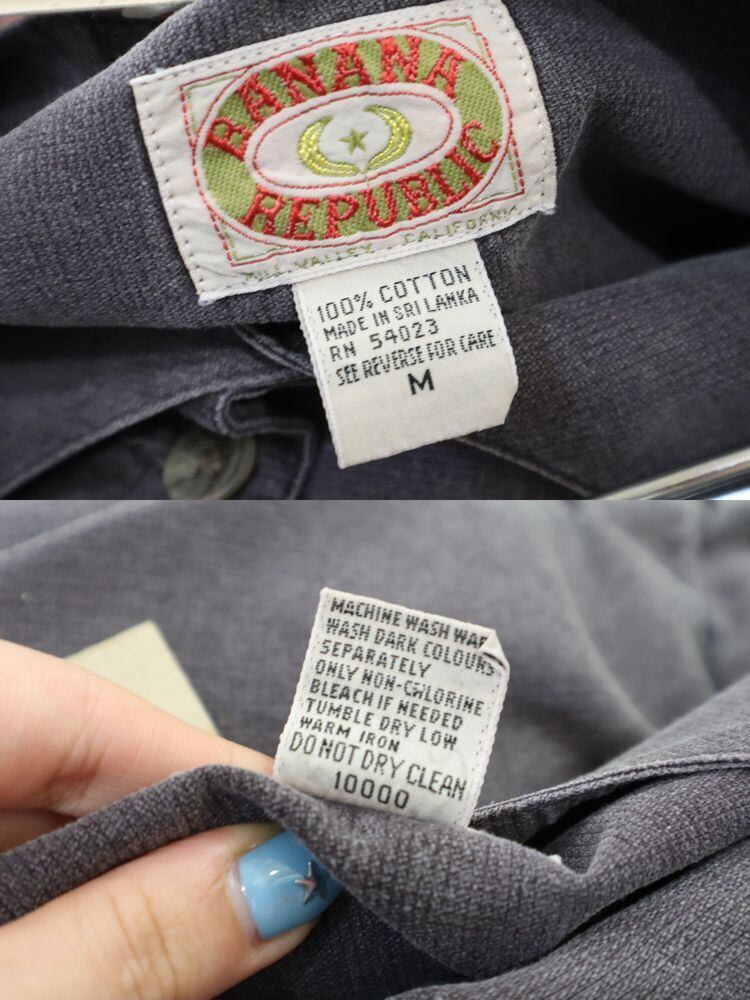 BANANA
REPUBLIC
MILL VALLEY CALIFORNIA
100% COTTON
MADE IN SRI LANKA
RN 54023
SEE REVERSE FOR CARE
M
MACHINE WASH WAR
WASH DARK COLOURS
SEPARATELY
ONLY NON-CHLORINE
BLEACH IF NEEDED
TUMBLE DRY LOW
WARM IRON
DO NOT DRY CLEAN
10000